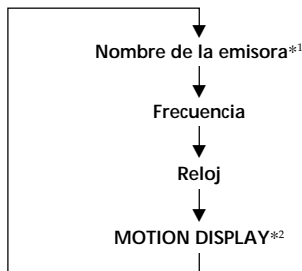 Nombre de la emisora*1
Frecuencia
Reloj
MOTION DISPLAY*2